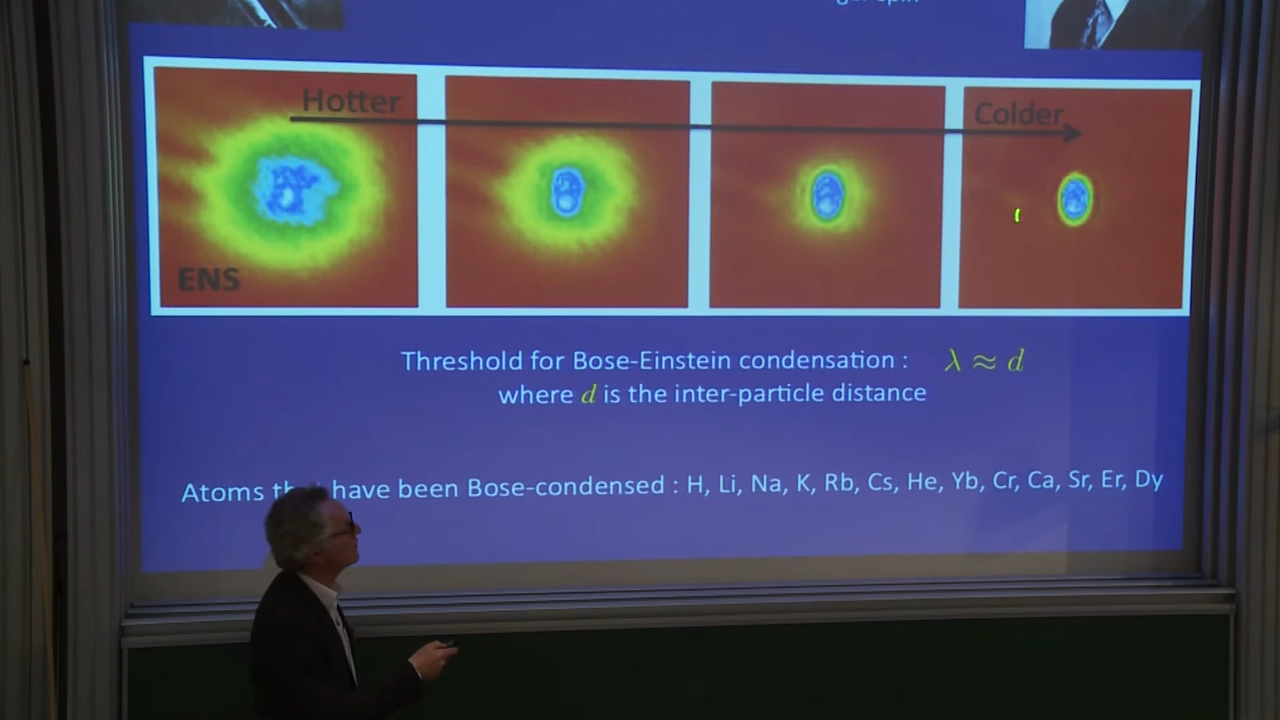 Hotter
Colder
ENS
Threshold for Bose-Einstein condensation : λ ≈ d
where d is the inter-particle distance
Atoms have been Bose-condensed : H, Li, Na, K, Rb, Cs, He, Yb, Cr, Ca, Sr, Er, Dy